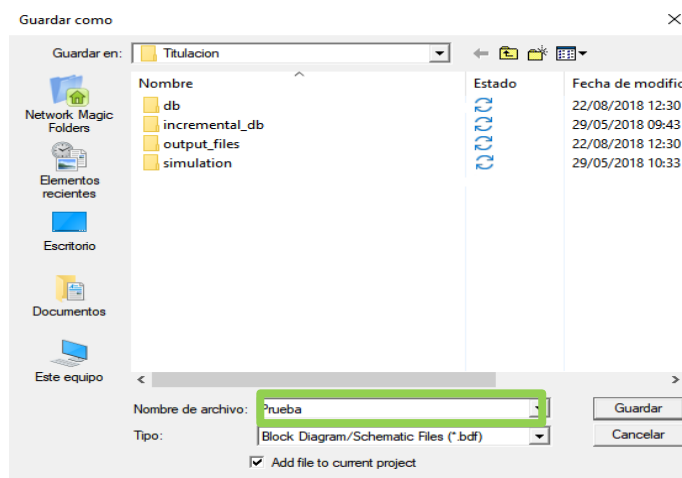 Guardar como
Guardar en: Titulacion
Nombre Estado Fecha de modific
db 22/08/2018 12:30
incremental_db 29/05/2018 09:43
output_files 22/08/2018 12:30
simulation 29/05/2018 10:33
Network Magic
Folders
Elementos
recientes
Escritorio
Documentos
Este equipo
Nombre de archivo: Prueba Guardar
Tipo: Block Diagram/Schematic Files (*.bdf) Cancelar
Add file to current project